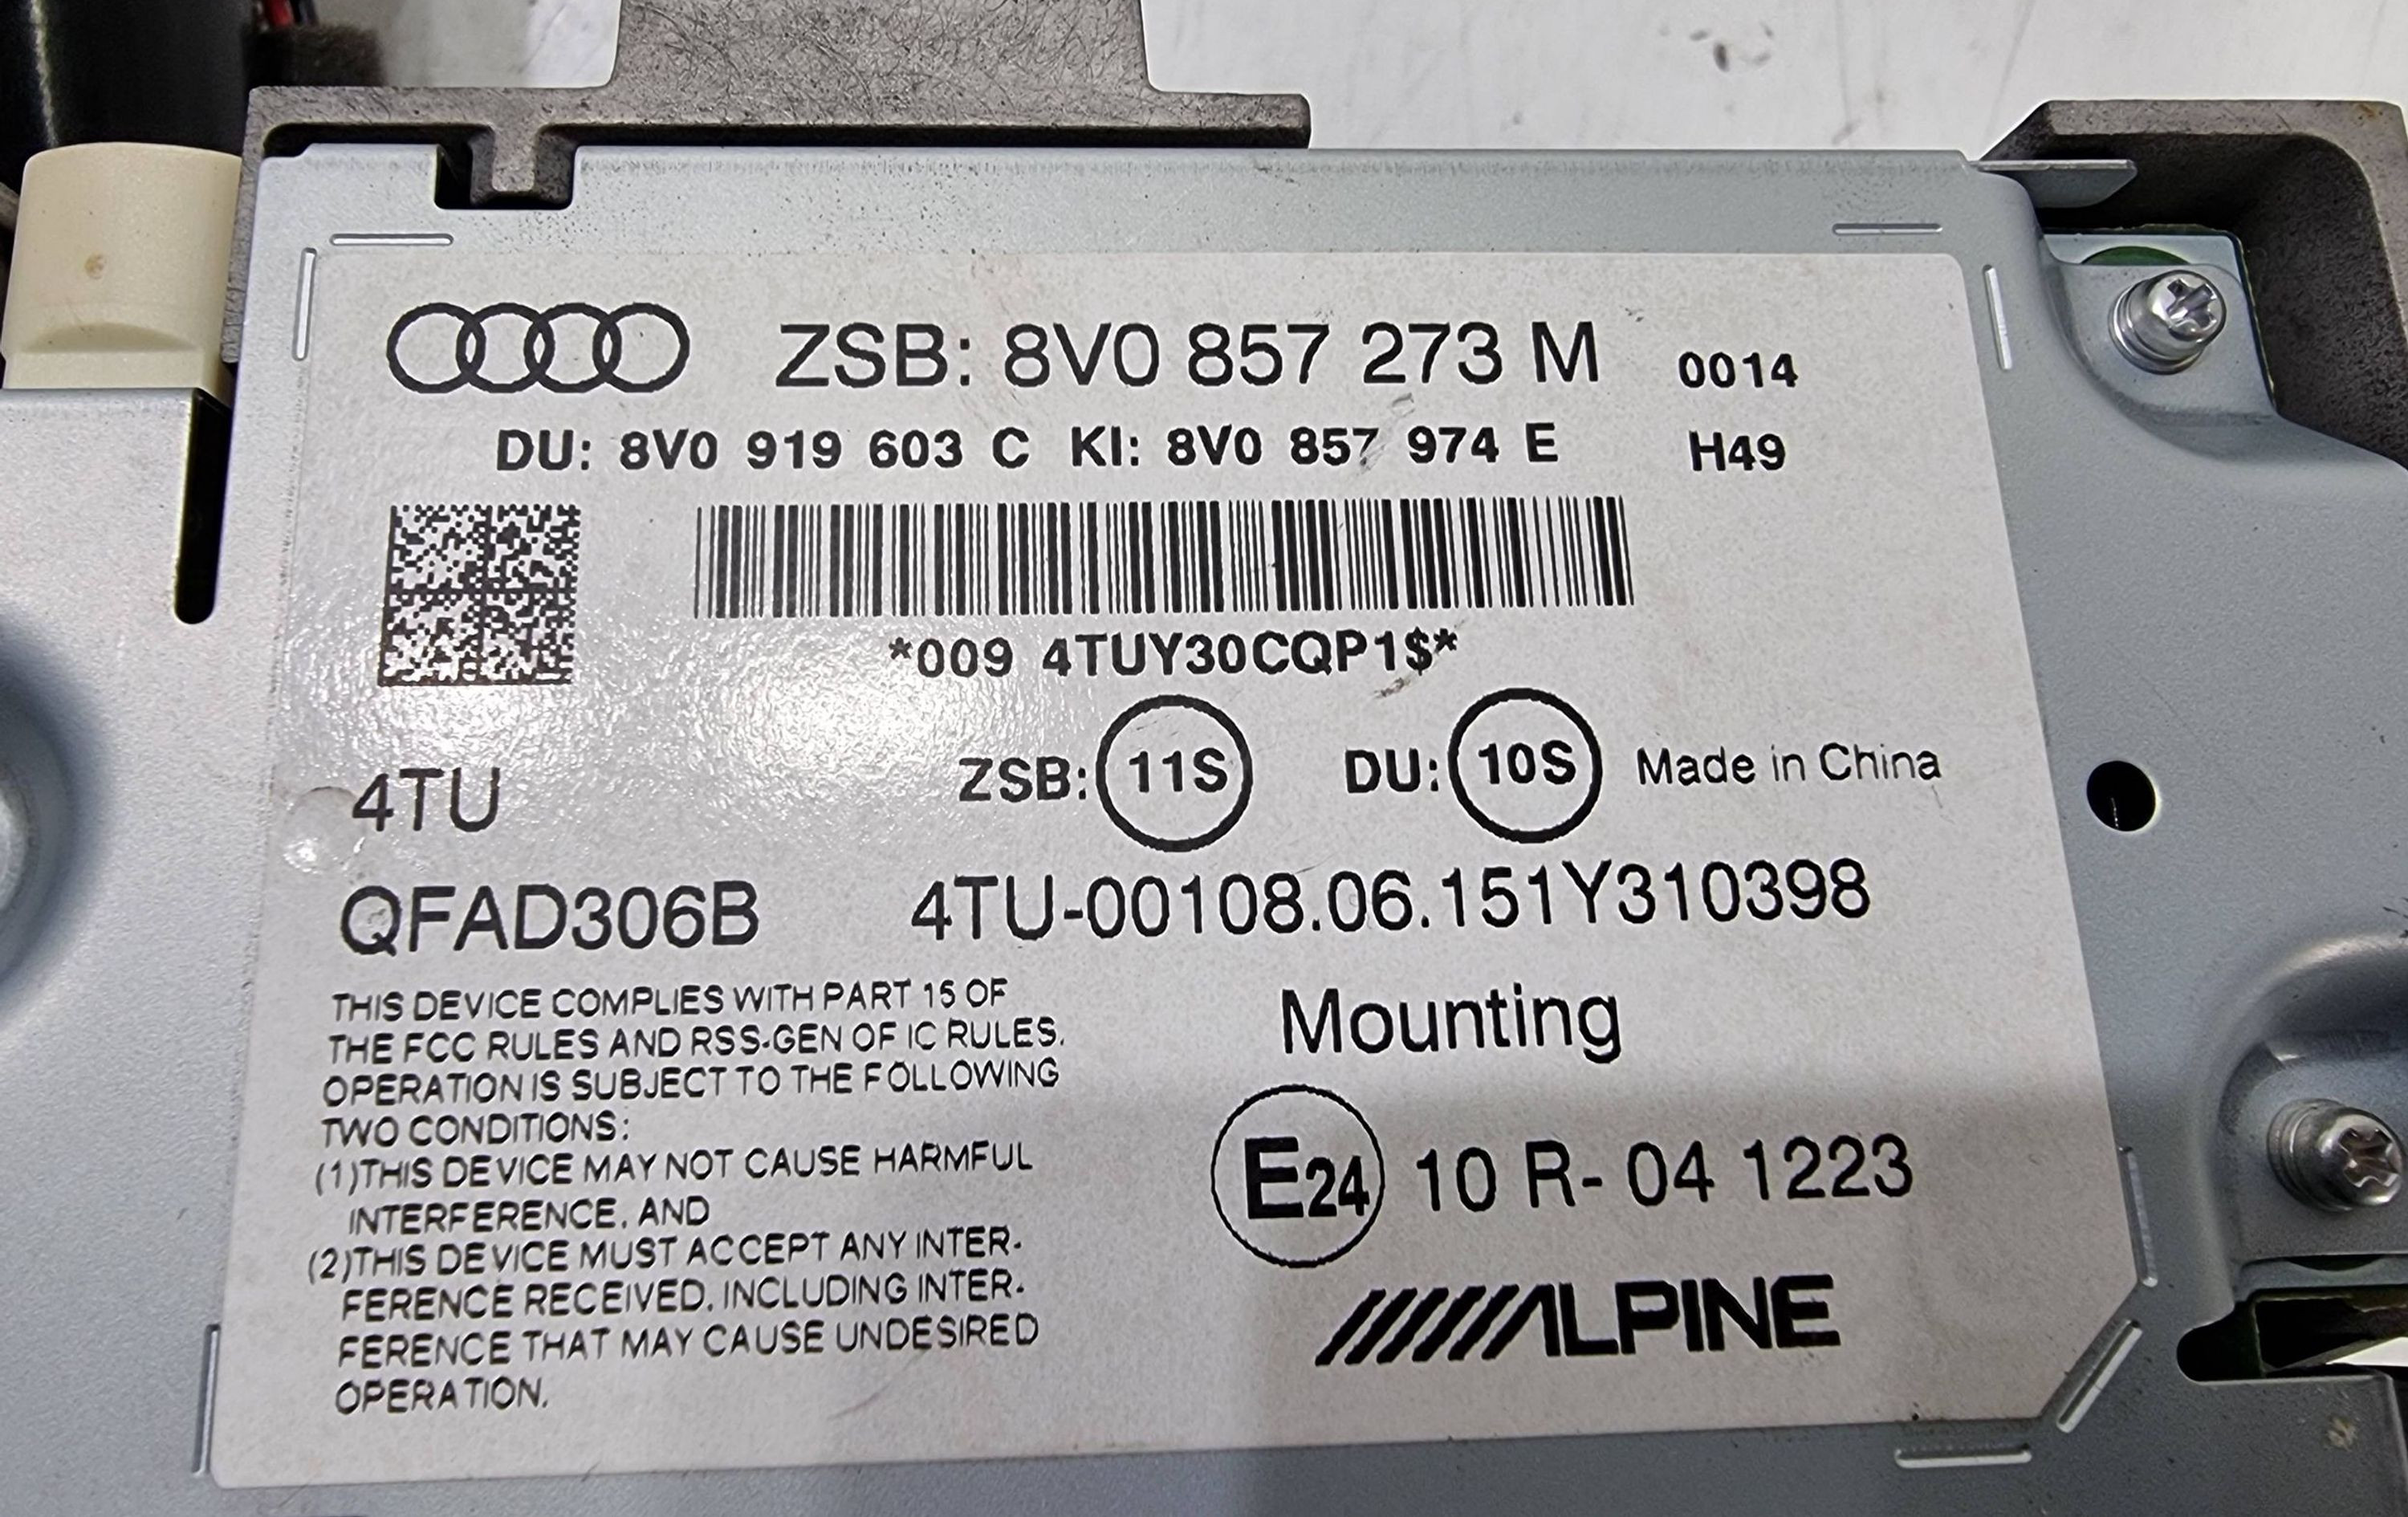 ZSB: 8V0 857 273 M 0014
DU: 8V0 919 603 C KI: 8V0 857 974 E H49
*009 4TUY30CQP1$*
ZSB: 11S DU: 10S Made in China
4TU
QFAD306B 4TU-00108.06.151Y310398
THIS DEVICE COMPLIES WITH PART 15 OF
THE FCC RULES AND RSS-GEN OF IC RULES.
OPERATION IS SUBJECT TO THE FOLLOWING
TWO CONDITIONS:
(1)THIS DEVICE MAY NOT CAUSE HARMFUL
INTERFERENCE, AND
(2)THIS DEVICE MUST ACCEPT ANY INTER-
FERENCE RECEIVED, INCLUDING INTER-
FERENCE THAT MAY CAUSE UNDESIRED
OPERATION.
Mounting
E24 10 R- 04 1223
ALPINE